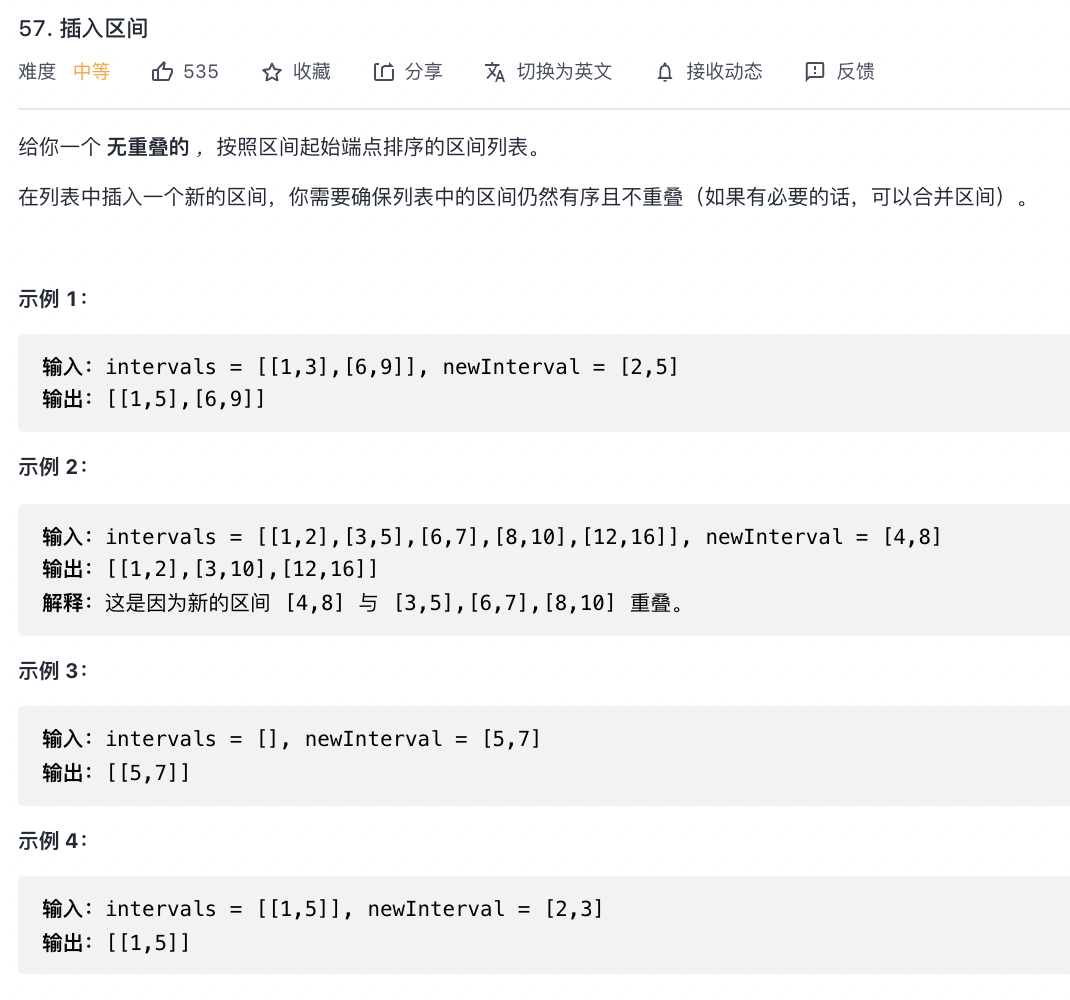 57. 插入区间
难度 中等 535 收藏 分享 切换为英文 接收动态 反馈
给你一个 无重叠的 ，按照区间起始端点排序的区间列表。
在列表中插入一个新的区间，你需要确保列表中的区间仍然有序且不重叠（如果有必要的话，可以合并区间）。
示例 1：
输入：intervals = [[1,3],[6,9]], newInterval = [2,5]
输出：[[1,5],[6,9]]
示例 2：
输入：intervals = [[1,2],[3,5],[6,7],[8,10],[12,16]], newInterval = [4,8]
输出：[[1,2],[3,10],[12,16]]
解释：这是因为新的区间 [4,8] 与 [3,5],[6,7],[8,10] 重叠。
示例 3：
输入：intervals = [], newInterval = [5,7]
输出：[[5,7]]
示例 4：
输入：intervals = [[1,5]], newInterval = [2,3]
输出：[[1,5]]